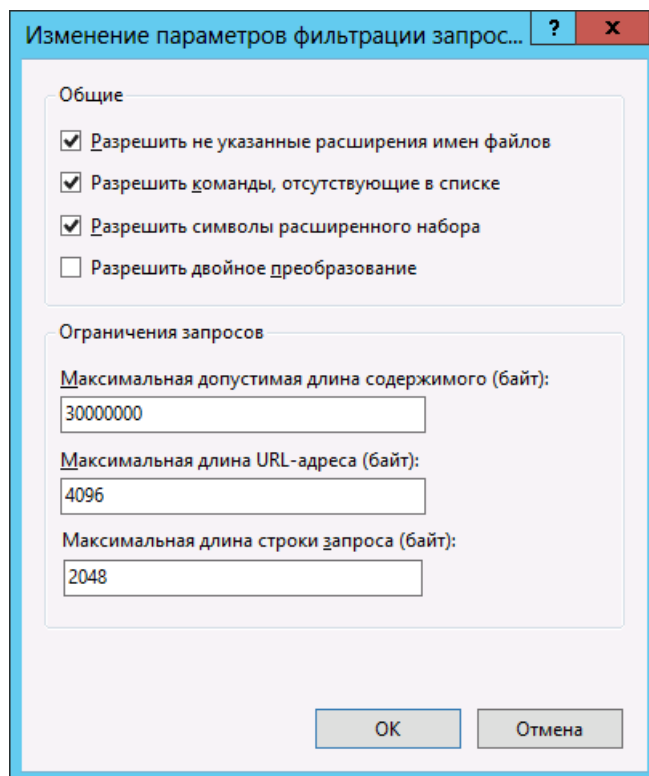 Изменение параметров фильтрации запрос...
?
x
Общие
Разрешить не указанные расширения имен файлов
Разрешить команды, отсутствующие в списке
Разрешить символы расширенного набора
Разрешить двойное преобразование
Ограничения запросов
Максимальная допустимая длина содержимого (байт):
30000000
Максимальная длина URL-адреса (байт):
4096
Максимальная длина строки запроса (байт):
2048
ОК
Отмена